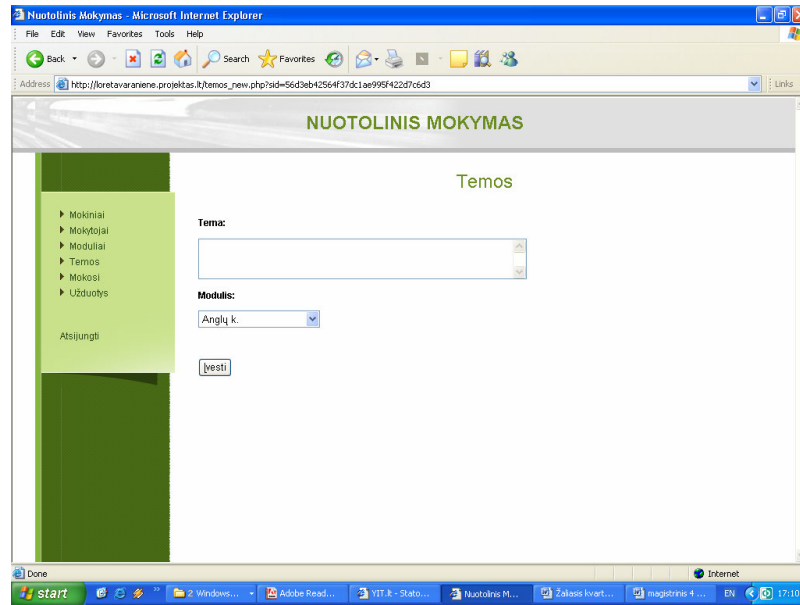 Nuotolinis Mokymas - Microsoft Internet Explorer
File Edit View Favorites Tools Help
Back Search Favorites
Address http://loretavaraniene.projektas.lt/temos_new.php?sid=56d3eb42564f37dc1ae995f422d7c6d3 Links
NUOTOLINIS MOKYMAS
Temos
Mokiniai
Mokytojai
Moduliai
Temos
Mokosi
Užduotys
Atsijungti
Tema:
Modulis:
Anglų k.
Įvesti
Done Internet
start 2 Windows... Adobe Read... YIT.lt - Stato... Nuotolinis M... Žaliasis kvart... magistrinis 4 ... EN 17:10